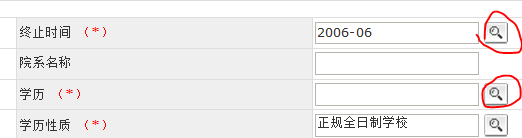 终止时间 （*） 2006-06
院系名称
学历 （*）
学历性质 （*） 正规全日制学校